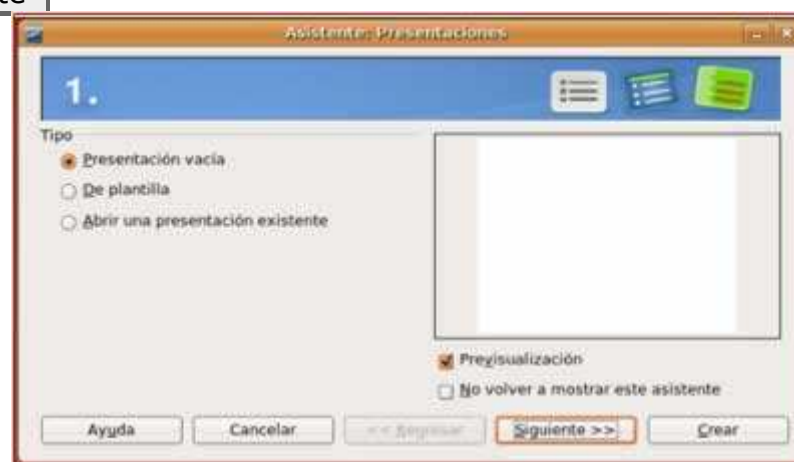 te
Asistente: Presentaciones
1.
Tipo
Presentación vacía
De plantilla
Abrir una presentación existente
Previsualización
No volver a mostrar este asistente
Ayuda Cancelar << Regresar Siguiente >> Crear